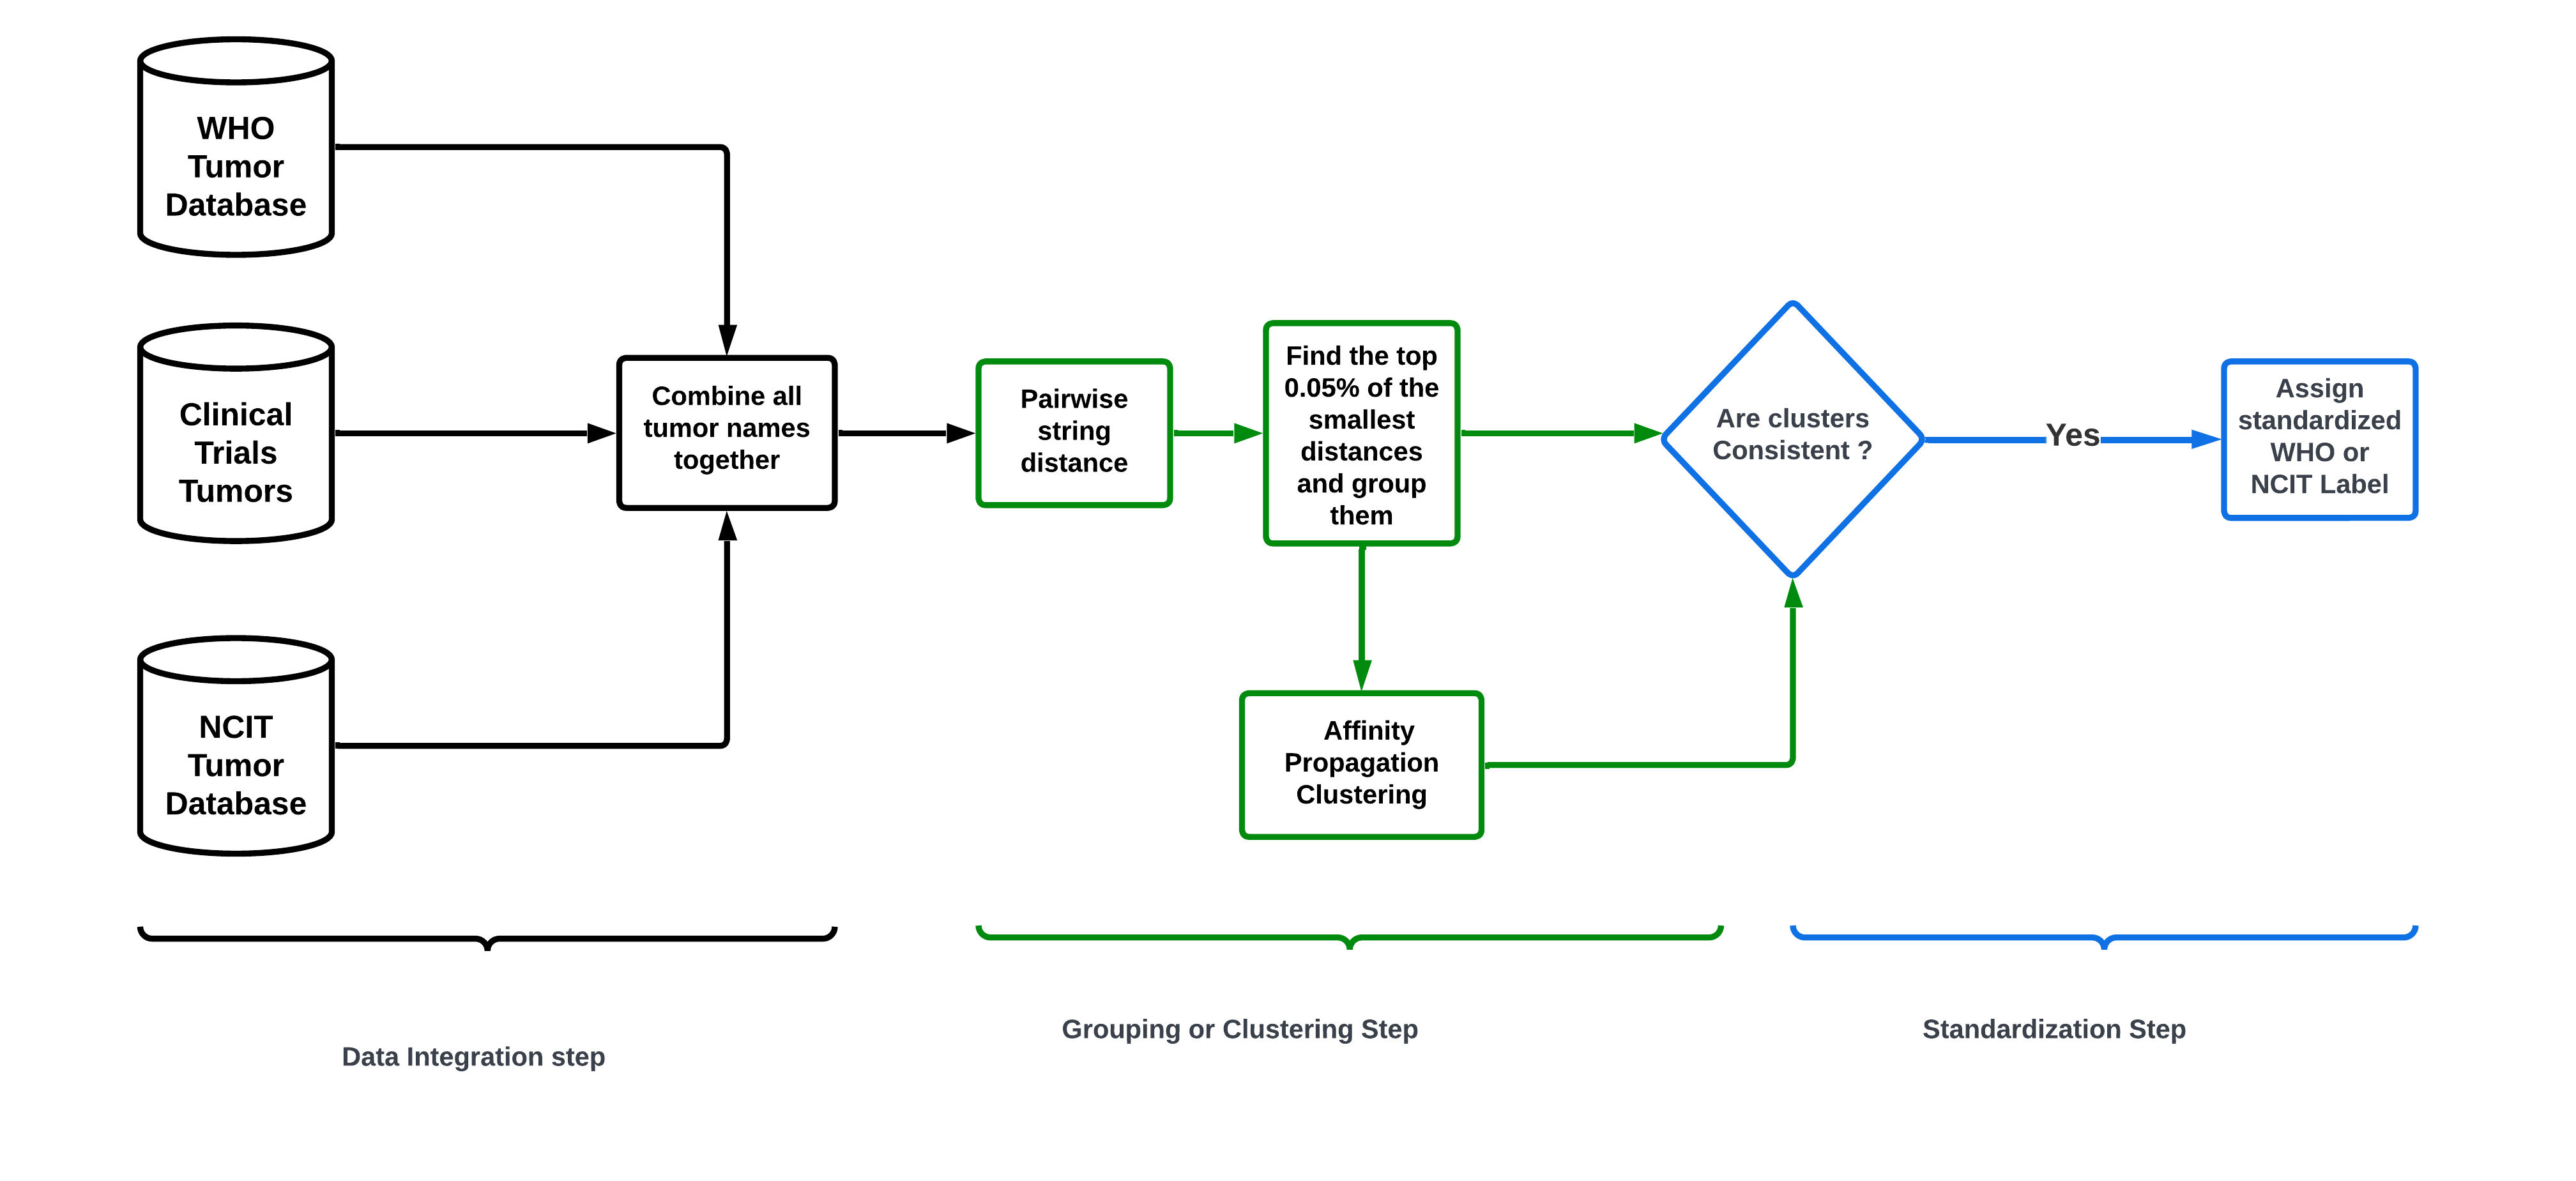 WHO
Tumor
Database
Clinical
Trials
Tumors
NCIT
Tumor
Database
Combine all
tumor names
together
Pairwise
string
distance
Find the top
0.05% of the
smallest
distances
and group
them
Affinity
Propagation
Clustering
Are clusters
Consistent ?
Yes
Assign
standardized
WHO or
NCIT Label
Data Integration step
Grouping or Clustering Step
Standardization Step